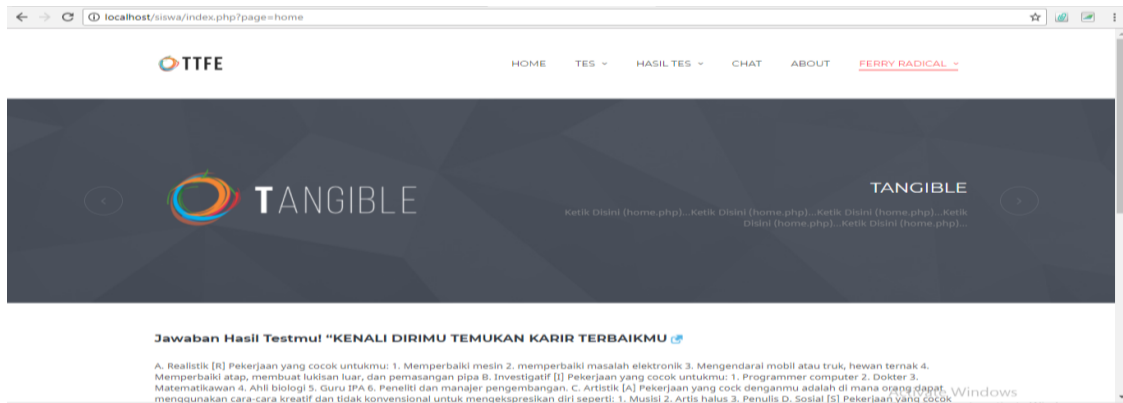 localhost/siswa/index.php?page=home
TTFE
HOME TES HASIL TES CHAT ABOUT FERRY RADICAL
TANGIBLE
TANGIBLE
Ketik Disini (home.php)...Ketik Disini (home.php)...Ketik Disini (home.php)...Ketik
Disini (home.php)...Ketik Disini (home.php)...
Jawaban Hasil Testmu! “KENALI DIRIMU TEMUKAN KARIR TERBAIKMU
A. Realistik [R] Pekerjaan yang cocok untukmu: 1. Memperbaiki mesin 2. memperbaiki masalah elektronik 3. Mengendarai mobil atau truk, hewan ternak 4.
Memperbaiki atap, membuat lukisan luar, dan pemasangan pipa B. Investigatif [I] Pekerjaan yang cocok untukmu: 1. Programmer computer 2. Dokter 3.
Matematikawan 4. Ahli biologi 5. Guru IPA 6. Peneliti dan manajer pengembangan. C. Artistik [A] Pekerjaan yang cock denganmu adalah di mana orang dapat
menggunakan cara-cara kreatif dan tidak konvensional untuk mengekspresikan diri seperti: 1. Musisi 2. Artis halus 3. Penulis D. Sosial [S] Pekerjaan yang cocok
Activate Windows